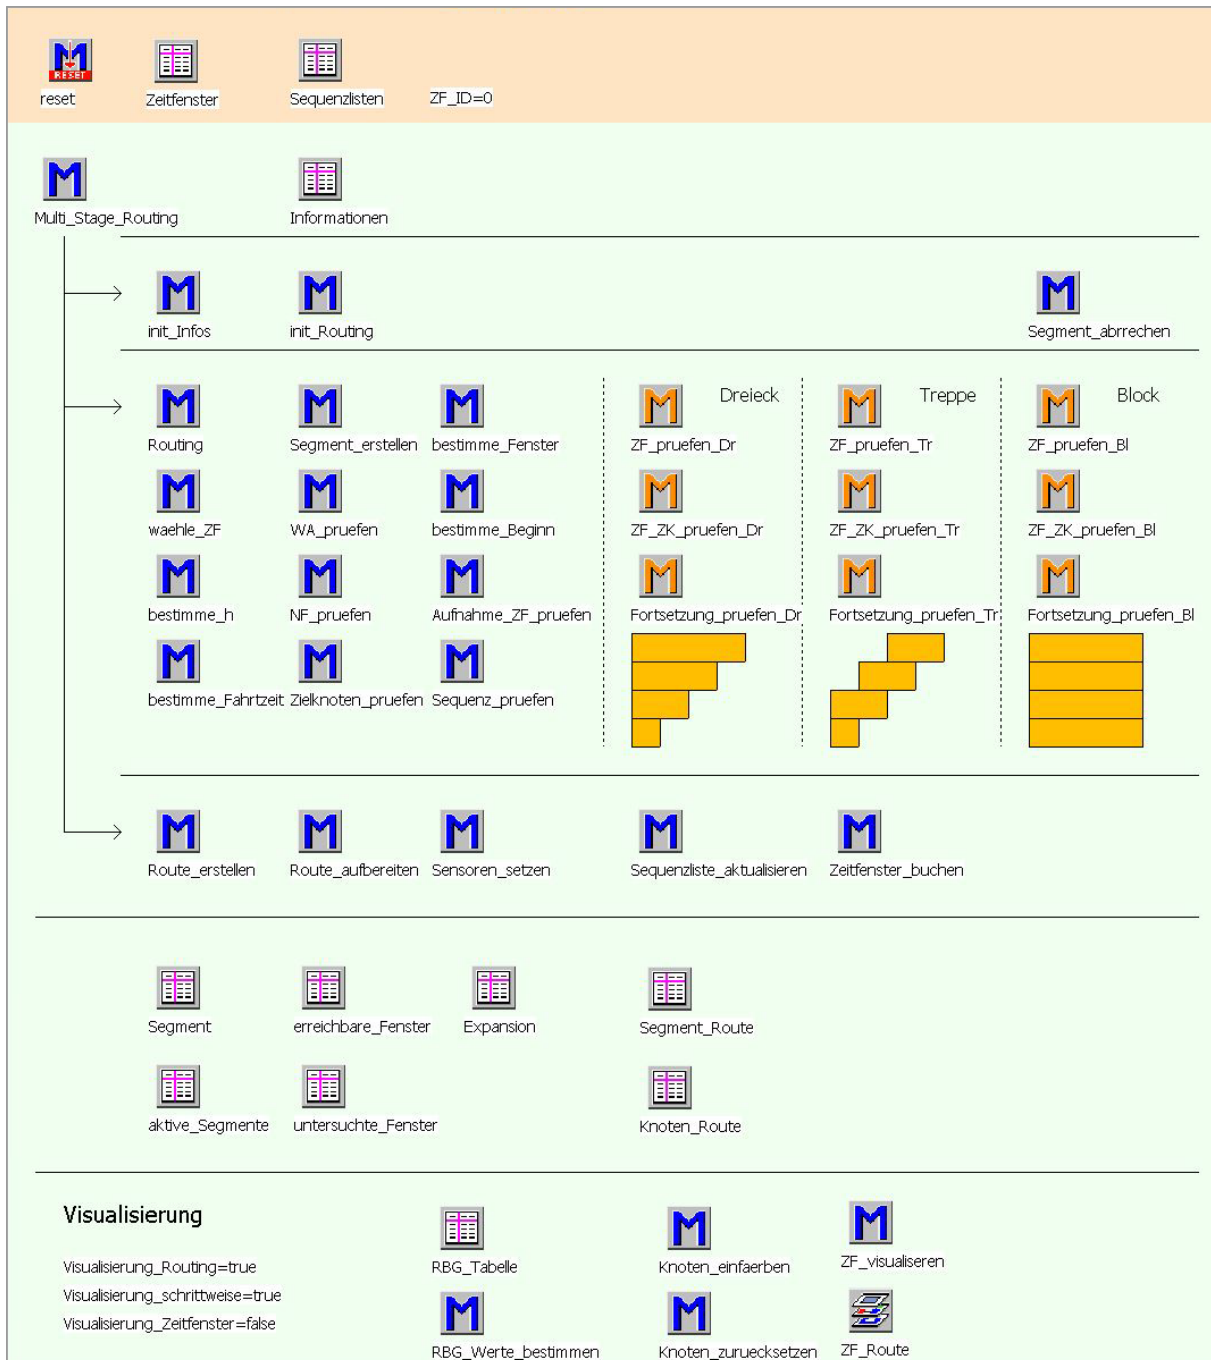 RESET
reset Zeitfenster Sequenzlisten ZF_ID=0
Multi_Stage_Routing Informationen
init_Infos init_Routing Segment_abrrechen
Dreieck Treppe Block
Routing Segment_erstellen bestimme_Fenster ZF_pruefen_Dr ZF_pruefen_Tr ZF_pruefen_Bl
waehle_ZF WA_pruefen bestimme_Beginn ZF_ZK_pruefen_Dr ZF_ZK_pruefen_Tr ZF_ZK_pruefen_Bl
bestimme_h NF_pruefen Aufnahme_ZF_pruefen Fortsetzung_pruefen_Dr Fortsetzung_pruefen_Tr Fortsetzung_pruefen_Bl
bestimme_Fahrtzeit Zielknoten_pruefen Sequenz_pruefen
Route_erstellen Route_aufbereiten Sensoren_setzen Sequenzliste_aktualisieren Zeitfenster_buchen
Segment erreichbare_Fenster Expansion Segment_Route
aktive_Segmente untersuchte_Fenster Knoten_Route
Visualisierung
Visualisierung_Routing=true RBG_Tabelle Knoten_einfaerben ZF_visualiseren
Visualisierung_schrittweise=true
Visualisierung_Zeitfenster=false
RBG_Werte_bestimmen Knoten_zuruecksetzen ZF_Route